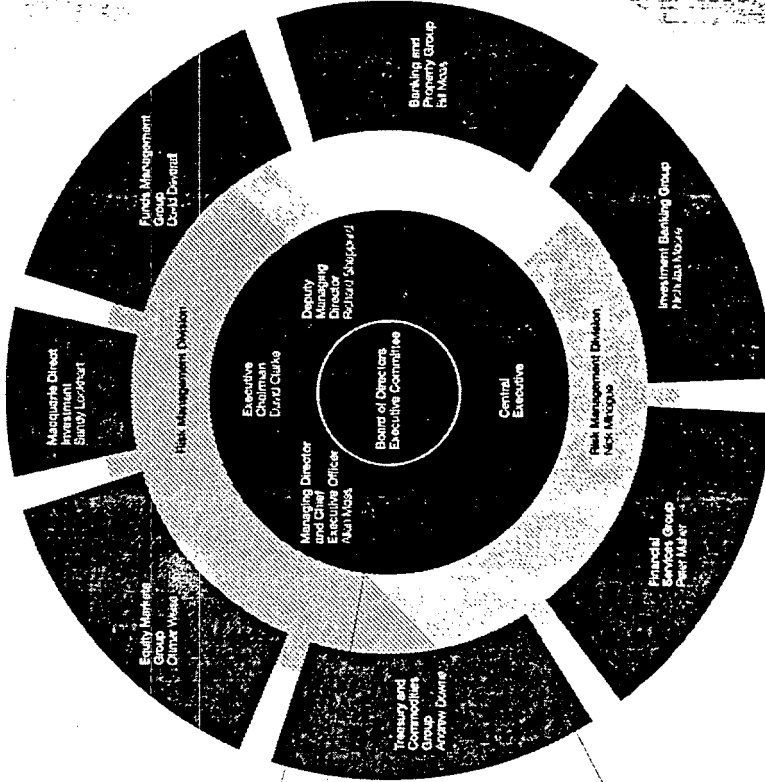 Banking and
Property Group
Bill Moss
Funds Management
Group
David Deverall
Investment Banking Group
Nicholas Moore
Macquarie Direct
Investment
Sandy Lockhart
Risk Management Division
Executive
Chairman
David Clarke
Deputy
Managing
Director
Richard Sheppard
Board of Directors
Executive Committee
Managing Director
and Chief
Executive Officer
Allan Moss
Central
Executive
Risk Management Division
Nick Minogue
Equity Markets
Group
Ottmar Weiss
Treasury and
Commodities
Group
Andrew Downe
Financial
Services Group
Peter Maher